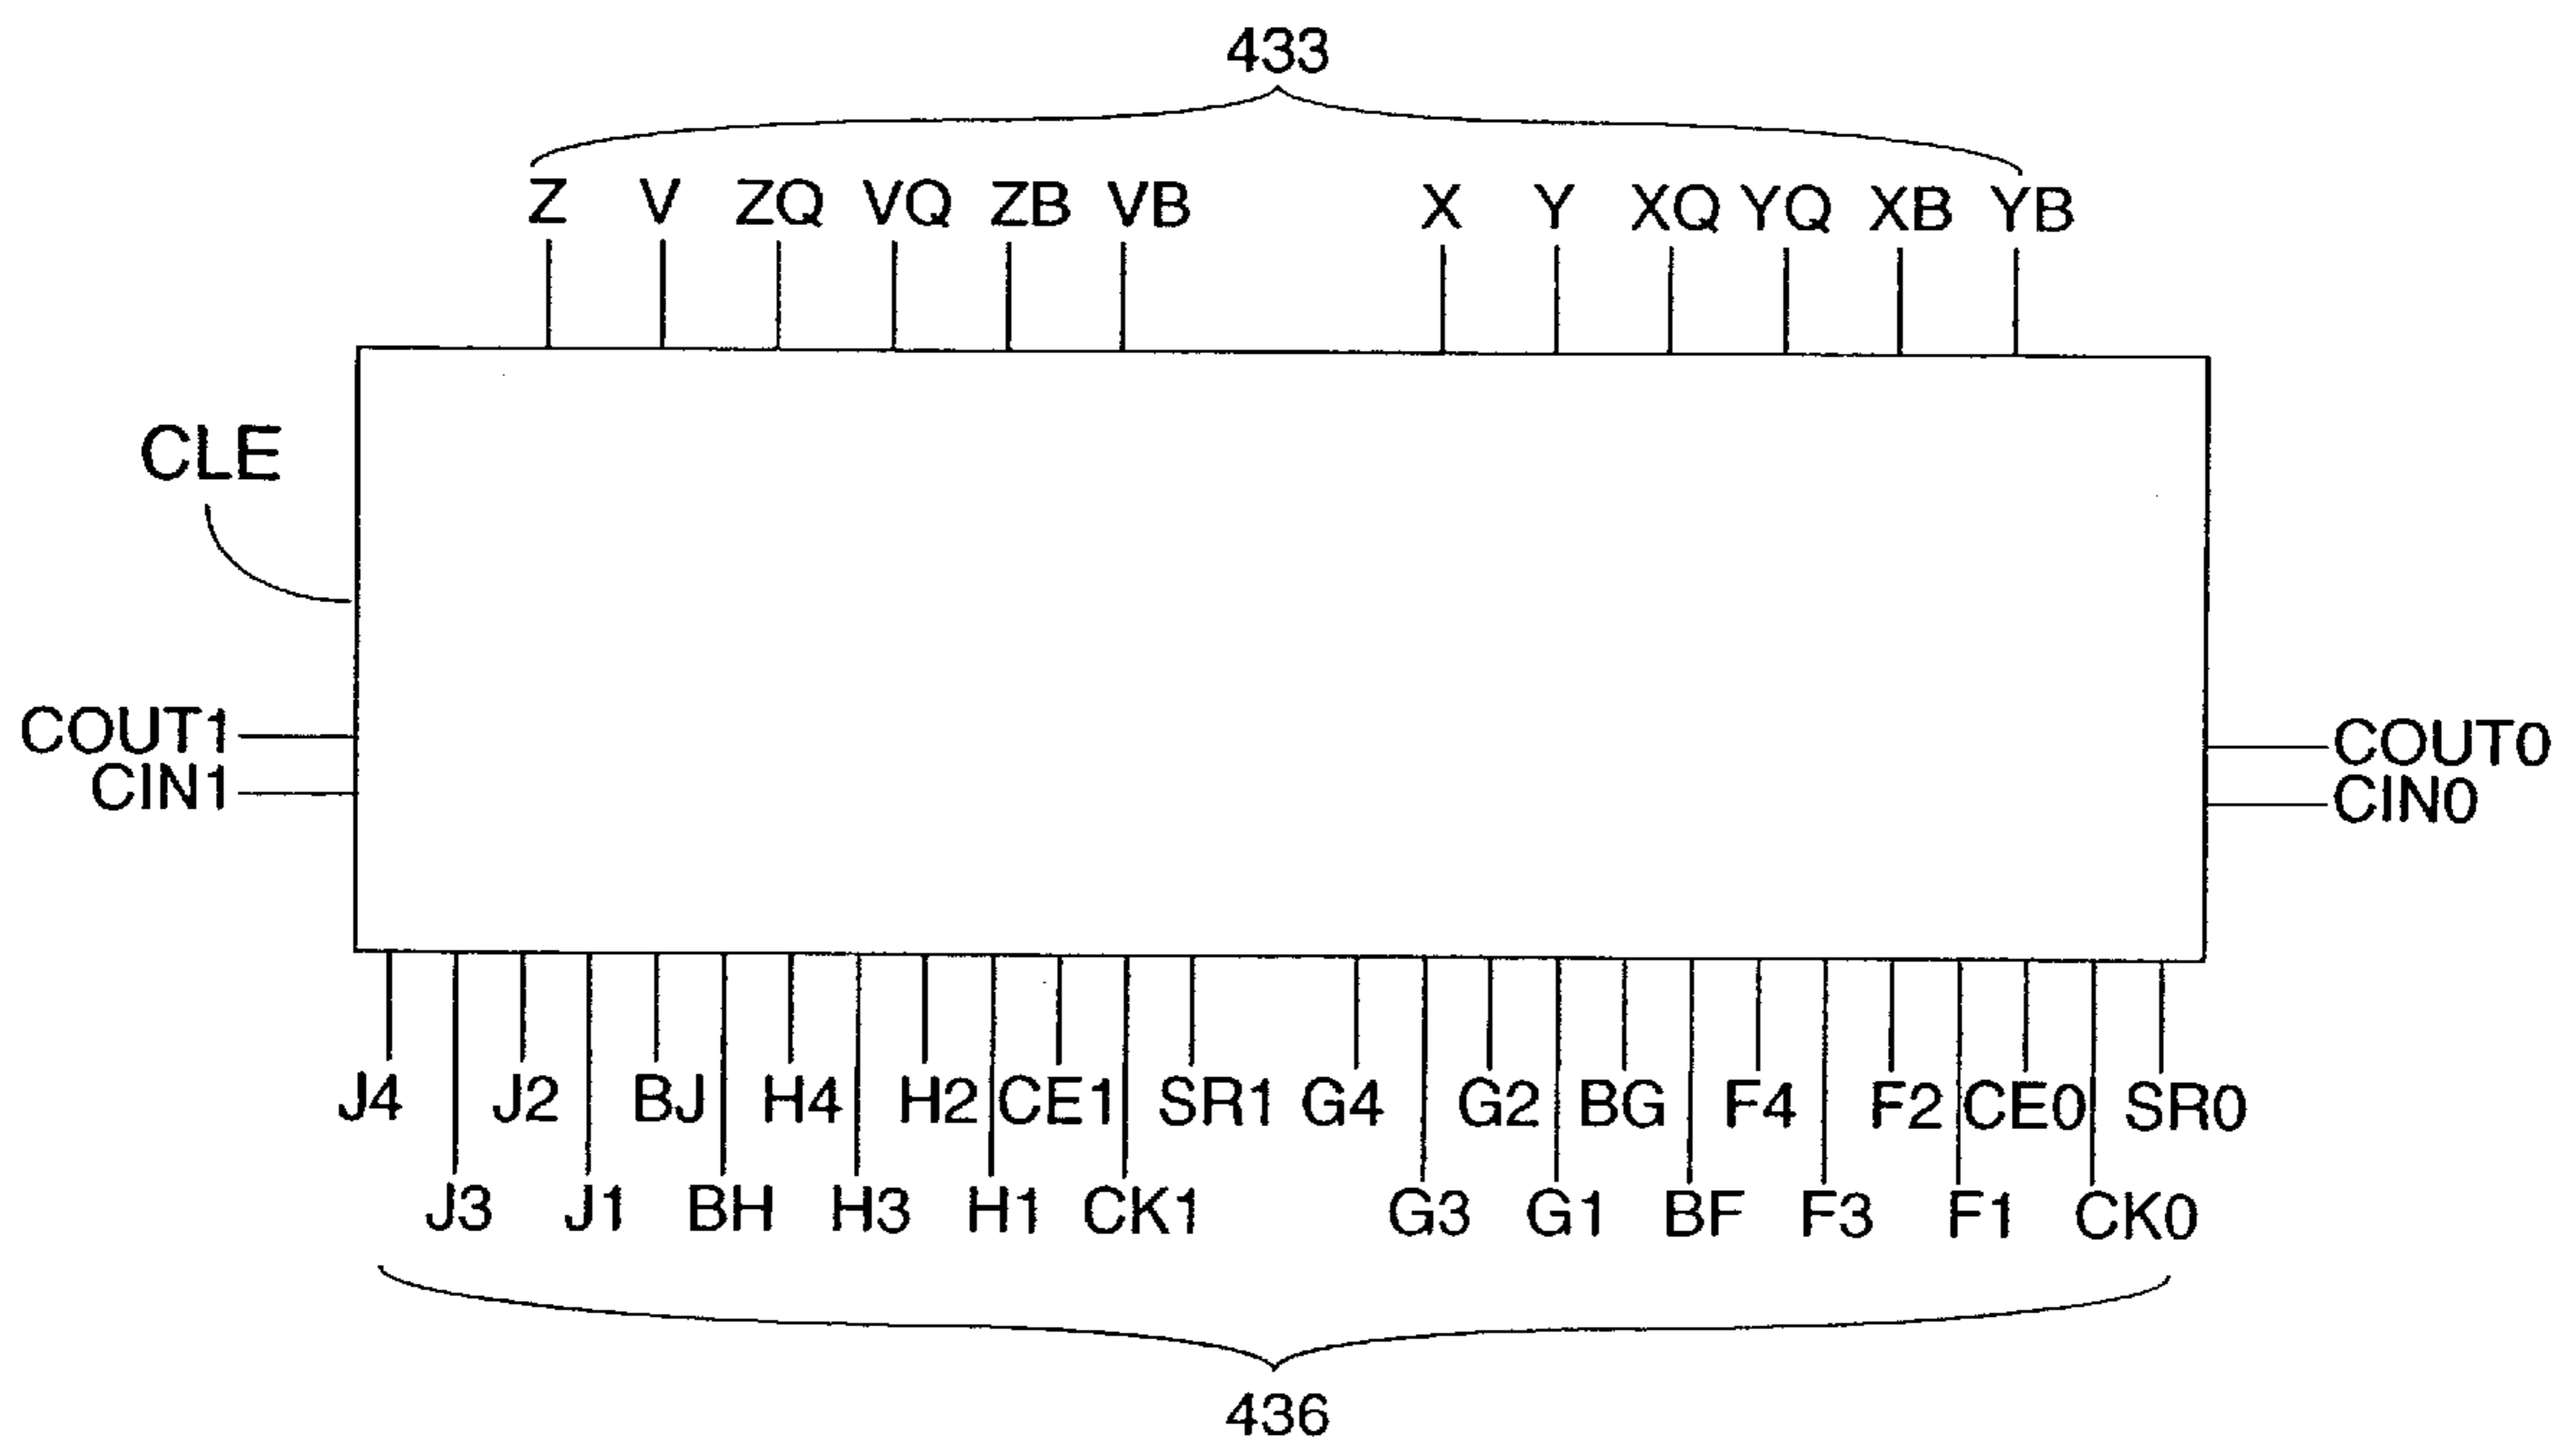 433
Z V ZQ VQ ZB VB X Y XQ YQ XB YB
CLE
COUT1 COUT0
CIN1 CIN0
J4 J2 BJ H4 H2 CE1 SR1 G4 G2 BG F4 F2 CE0 SR0
J3 J1 BH H3 H1 CK1 G3 G1 BF F3 F1 CK0
436